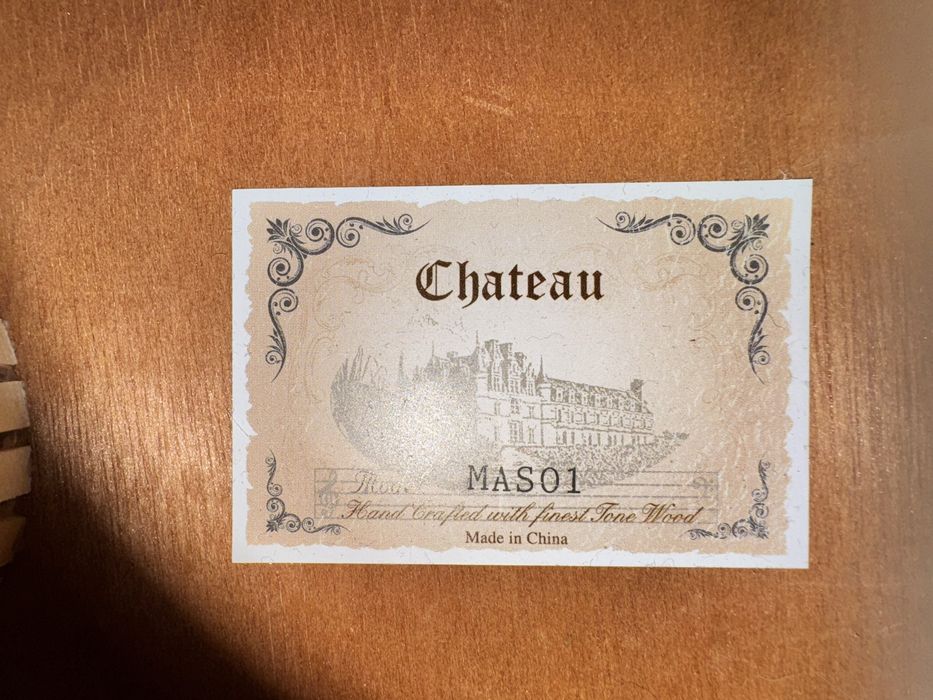 Chateau
MAS01
Hand Crafted with finest Tone Wood
Made in China